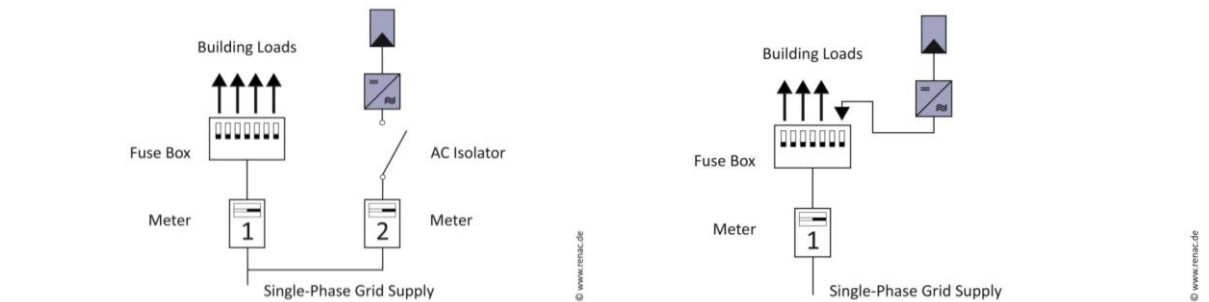 Building Loads
Fuse Box
AC Isolator
Meter
1
2
Meter
Single-Phase Grid Supply
© www.renac.de
Building Loads
Fuse Box
Meter
1
Single-Phase Grid Supply
© www.renac.de